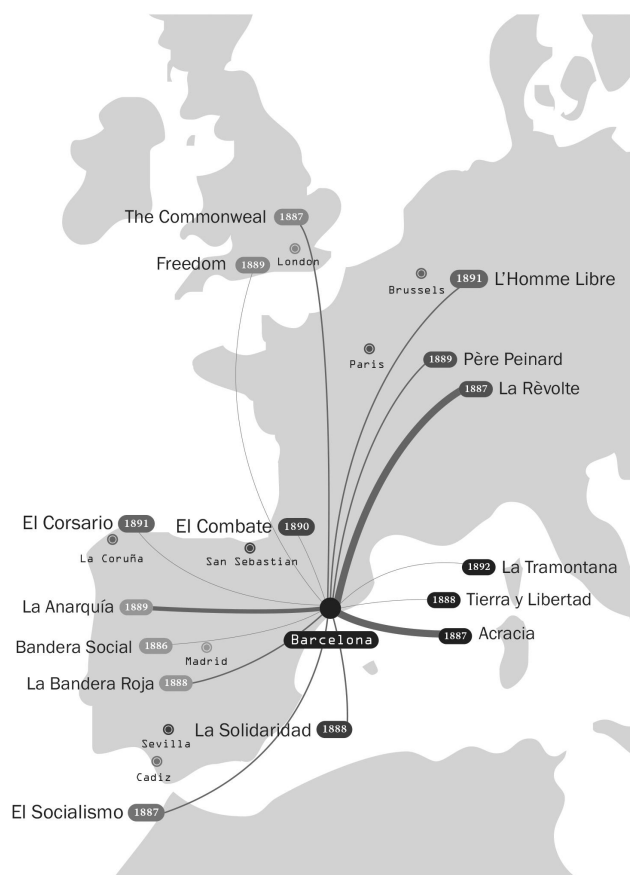 The Commonweal 1887
Freedom 1889
London
Brussels
1891 L'Homme Libre
Paris
1889 Père Peinard
1887 La Rèvolte
El Corsario 1891
El Combate 1890
La Coruña
San Sebastian
1892 La Tramontana
La Anarquía 1889
1888 Tierra y Libertad
Barcelona
1887 Acracia
Bandera Social 1886
Madrid
La Bandera Roja 1888
La Solidaridad 1888
Sevilla
Cadiz
El Socialismo 1887